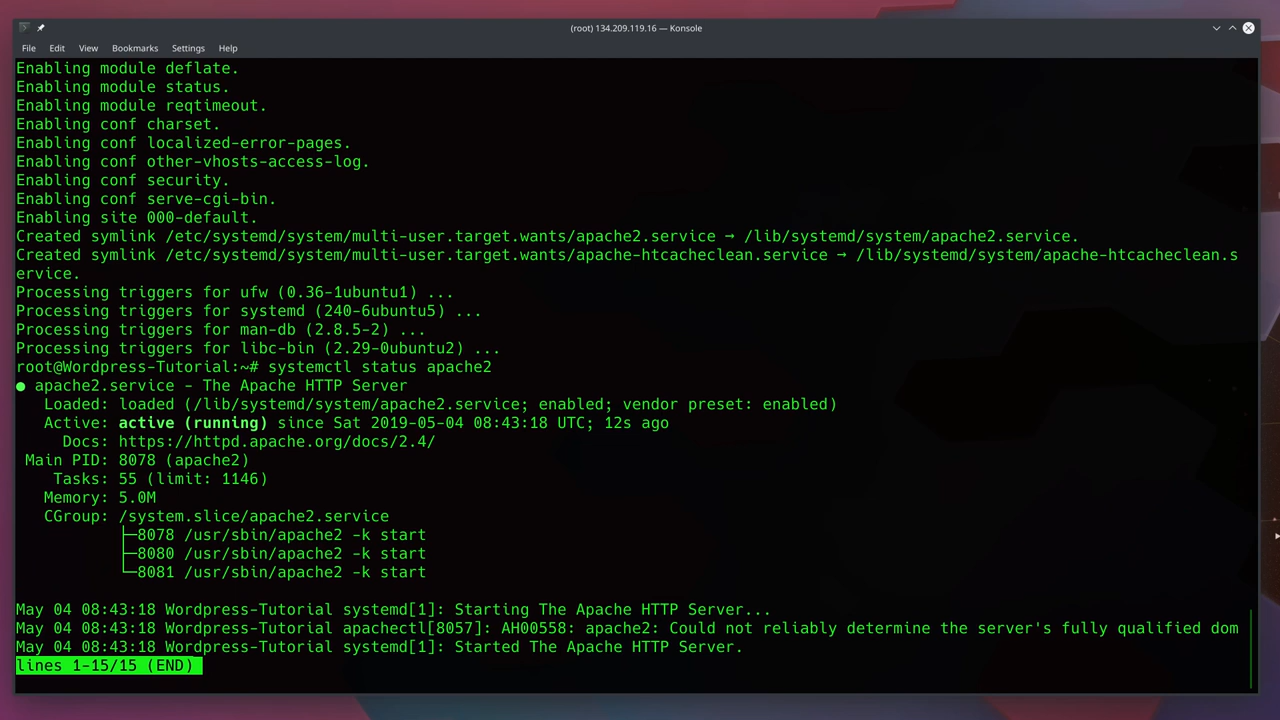 (root) 134.209.119.16 — Konsole
File Edit View Bookmarks Settings Help
Enabling module deflate.
Enabling module status.
Enabling module reqtimeout.
Enabling conf charset.
Enabling conf localized-error-pages.
Enabling conf other-vhosts-access-log.
Enabling conf security.
Enabling conf serve-cgi-bin.
Enabling site 000-default.
Created symlink /etc/systemd/system/multi-user.target.wants/apache2.service → /lib/systemd/system/apache2.service.
Created symlink /etc/systemd/system/multi-user.target.wants/apache-htcacheclean.service → /lib/systemd/system/apache-htcacheclean.s
ervice.
Processing triggers for ufw (0.36-1ubuntu1) ...
Processing triggers for systemd (240-6ubuntu5) ...
Processing triggers for man-db (2.8.5-2) ...
Processing triggers for libc-bin (2.29-0ubuntu2) ...
root@Wordpress-Tutorial:~# systemctl status apache2
● apache2.service - The Apache HTTP Server
   Loaded: loaded (/lib/systemd/system/apache2.service; enabled; vendor preset: enabled)
   Active: active (running) since Sat 2019-05-04 08:43:18 UTC; 12s ago
     Docs: https://httpd.apache.org/docs/2.4/
 Main PID: 8078 (apache2)
    Tasks: 55 (limit: 1146)
   Memory: 5.0M
   CGroup: /system.slice/apache2.service
           ├─8078 /usr/sbin/apache2 -k start
           ├─8080 /usr/sbin/apache2 -k start
           └─8081 /usr/sbin/apache2 -k start
May 04 08:43:18 Wordpress-Tutorial systemd[1]: Starting The Apache HTTP Server...
May 04 08:43:18 Wordpress-Tutorial apachectl[8057]: AH00558: apache2: Could not reliably determine the server's fully qualified dom
May 04 08:43:18 Wordpress-Tutorial systemd[1]: Started The Apache HTTP Server.
lines 1-15/15 (END)